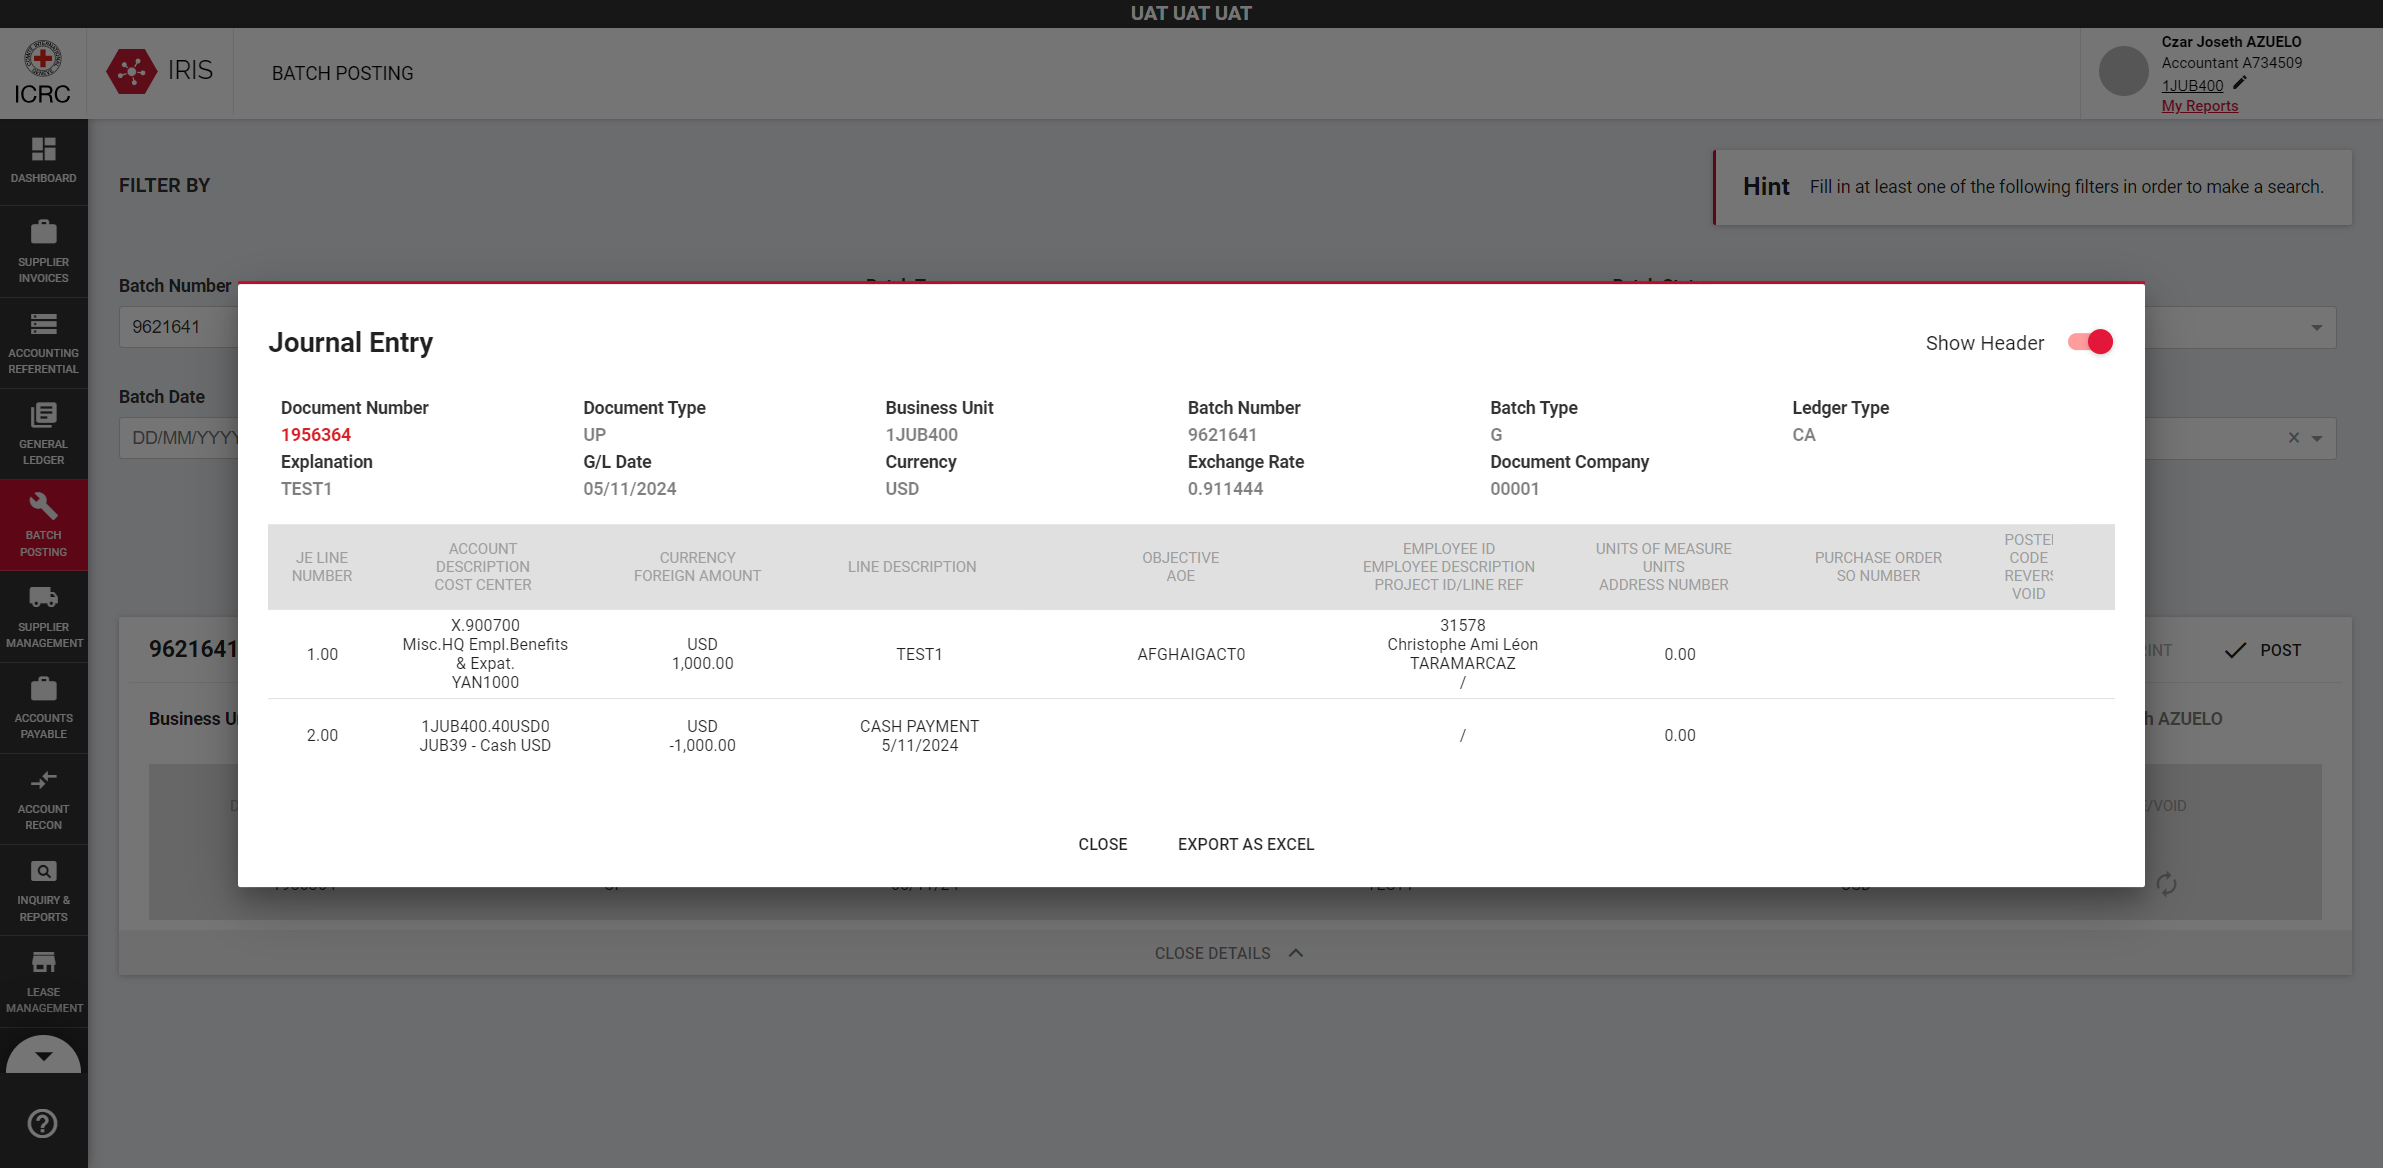 UAT UAT UAT
ICRC
IRIS
BATCH POSTING
Czar Joseth AZUELO
Accountant A734509
1JUB400
My Reports
DASHBOARD
SUPPLIER
INVOICES
ACCOUNTING
REFERENTIAL
GENERAL
LEDGER
BATCH
POSTING
SUPPLIER
MANAGEMENT
ACCOUNTS
PAYABLE
ACCOUNT
RECON
INQUIRY &
REPORTS
LEASE
MANAGEMENT
FILTER BY
Hint Fill in at least one of the following filters in order to make a search.
Batch Number
9621641
Batch Date
DD/MM/YYYY
Journal Entry
Show Header
Document Number Document Type Business Unit Batch Number Batch Type Ledger Type
1956364 UP 1JUB400 9621641 G CA
Explanation G/L Date Currency Exchange Rate Document Company
TEST1 05/11/2024 USD 0.911444 00001
JE LINE
NUMBER
ACCOUNT
DESCRIPTION
COST CENTER
CURRENCY
FOREIGN AMOUNT
LINE DESCRIPTION
OBJECTIVE
AOE
EMPLOYEE ID
EMPLOYEE DESCRIPTION
PROJECT ID/LINE REF
UNITS OF MEASURE
UNITS
ADDRESS NUMBER
PURCHASE ORDER
SO NUMBER
POSTE
CODE
REVERS
VOID
1.00
X.900700
Misc.HQ Empl.Benefits
& Expat.
YAN1000
USD
1,000.00
TEST1
AFGHAIGACT0
31578
Christophe Ami Léon
TARAMARCAZ
/
0.00
2.00
1JUB400.40USD0
JUB39 - Cash USD
USD
-1,000.00
CASH PAYMENT
5/11/2024
/
0.00
CLOSE EXPORT AS EXCEL
9621641
INT
POST
Business U
h AZUELO
/VOID
CLOSE DETAILS